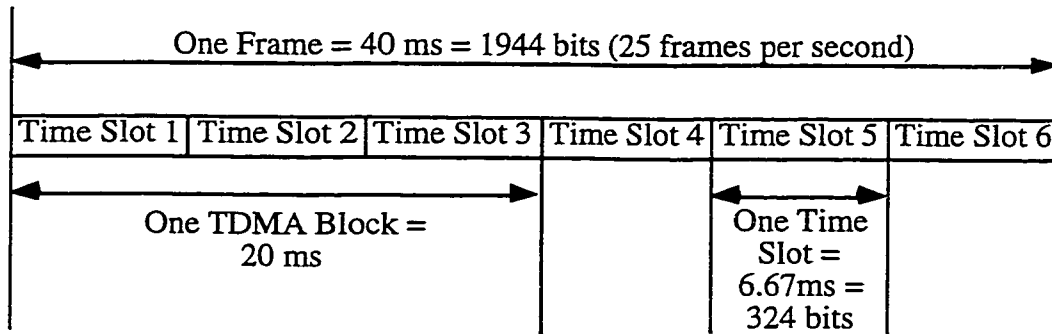 One Frame = 40 ms = 1944 bits (25 frames per second)
Time Slot 1 Time Slot 2 Time Slot 3 Time Slot 4 Time Slot 5 Time Slot 6
One TDMA Block =
20 ms
One Time
Slot =
6.67ms =
324 bits